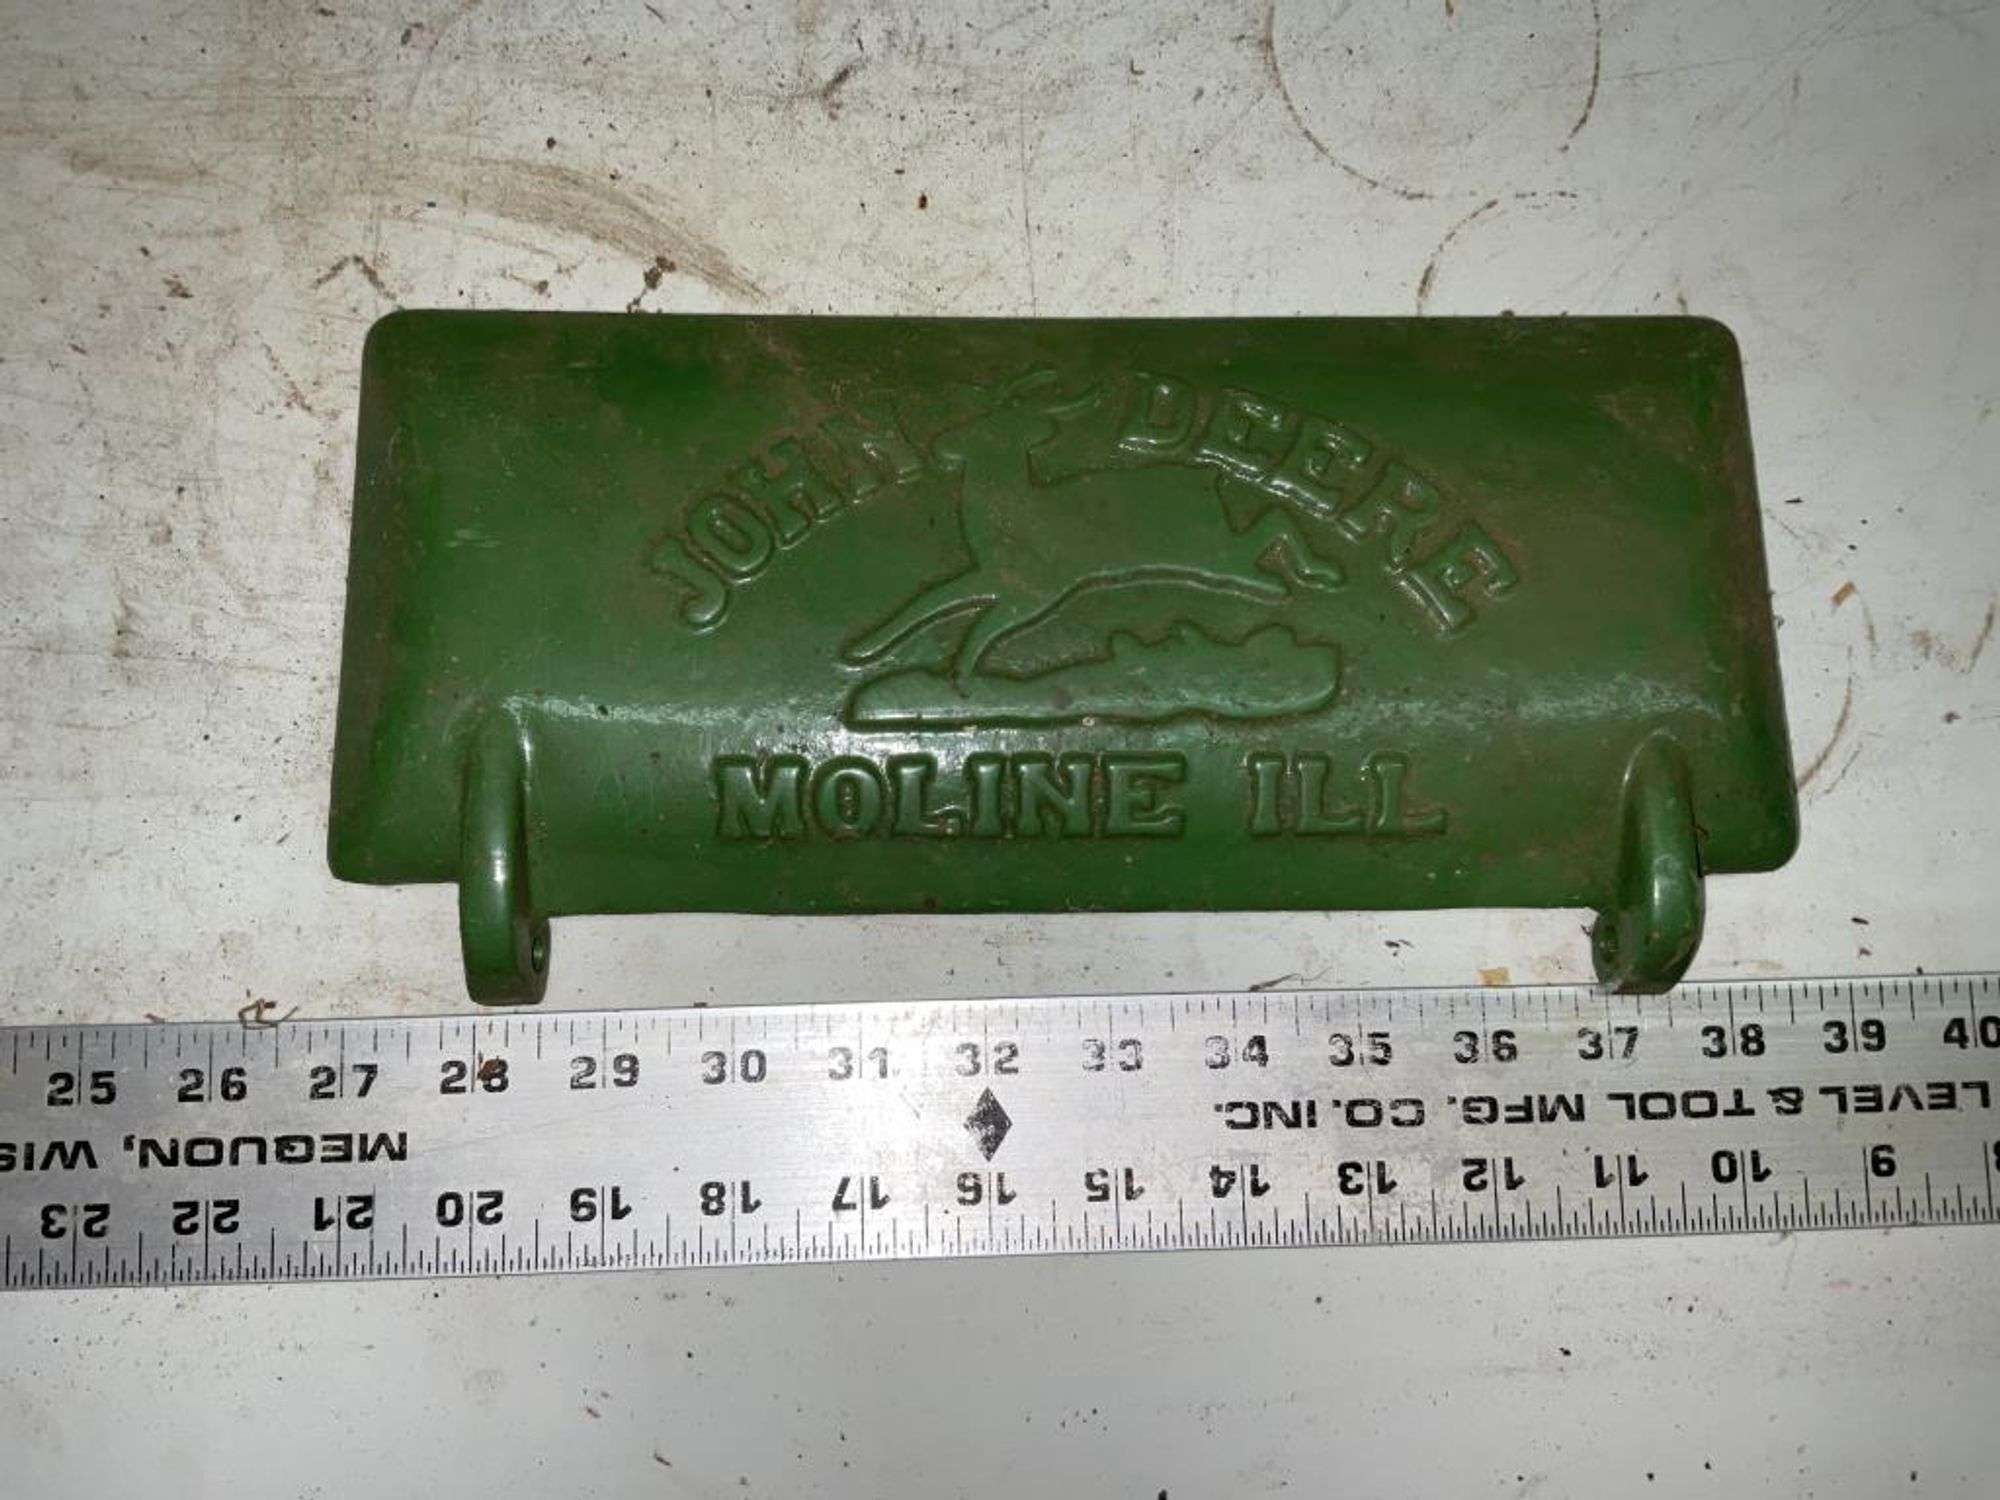 JOHN DEERE
MOLINE ILL
25 26 27 28 29 30 31 32 33 34 35 36 37 38 39 40
LEVEL & TOOL MFG. CO. INC.
MEQUON, WIS
8 9 10 11 12 13 14 15 16 17 18 19 20 21 22 23